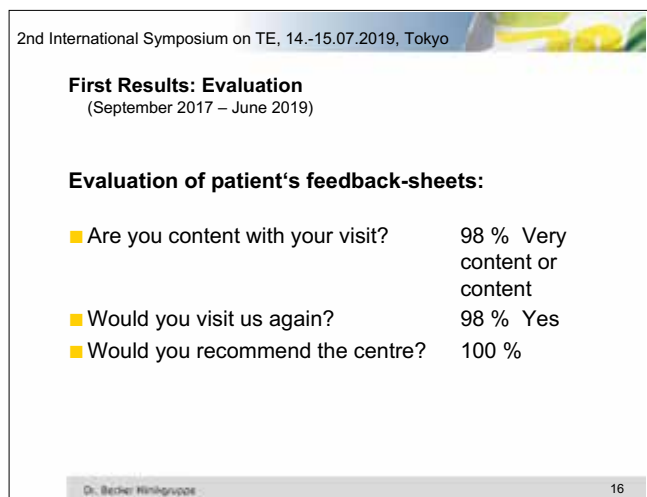 2nd International Symposium on TE, 14.-15.07.2019, Tokyo
First Results: Evaluation
(September 2017 – June 2019)
Evaluation of patient‘s feedback-sheets:
Are you content with your visit? 98 % Very
content or
content
Would you visit us again? 98 % Yes
Would you recommend the centre? 100 %
Dr. Becker Klinikgruppe 16